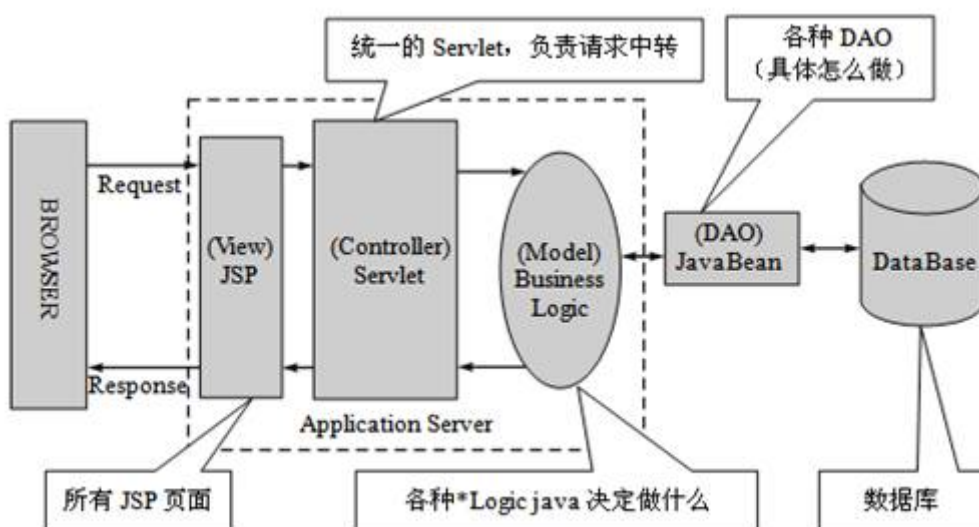 统一的 Servlet，负责请求中转
各种 DAO
（具体怎么做）
BROWSER
Request
Response
(View)
JSP
(Controller)
Servlet
(Model)
Business
Logic
(DAO)
JavaBean
DataBase
Application Server
所有 JSP 页面
各种*Logic java 决定做什么
数据库